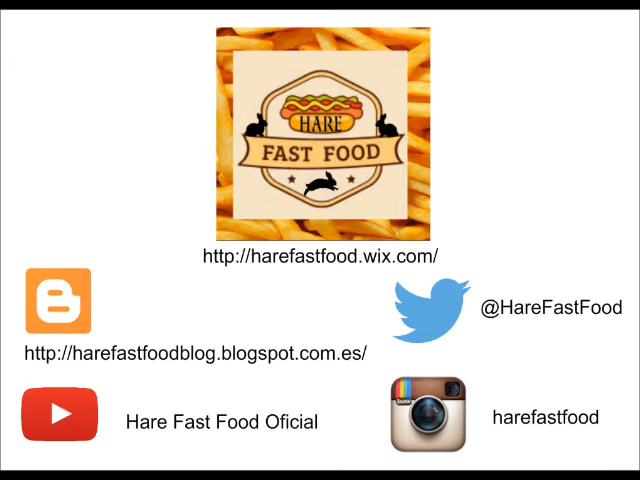 HARE
FAST FOOD
http://harefastfood.wix.com/
@HareFastFood
http://harefastfoodblog.blogspot.com.es/
Hare Fast Food Oficial
harefastfood